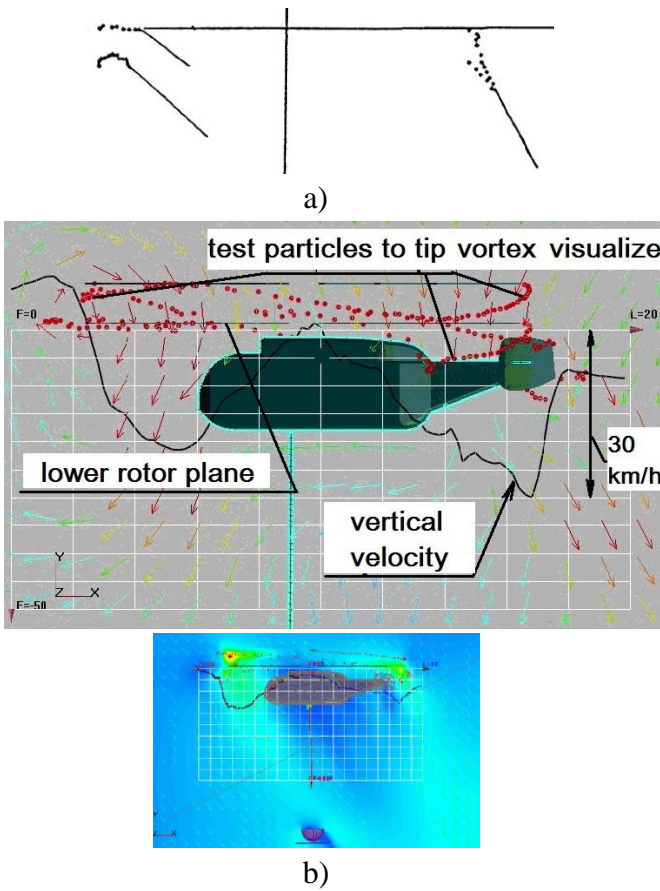 a)
test particles to tip vortex visualize
F=0
L=20
lower rotor plane
30
km/h
vertical
velocity
Y
Z
X
F=-50
Y
Z X
b)